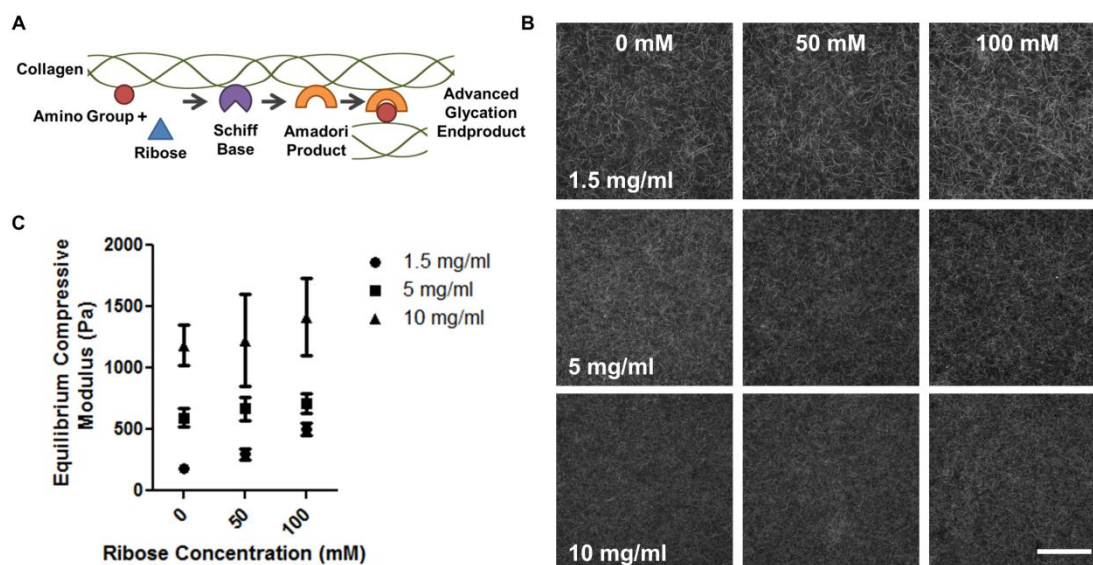 A
Collagen
Amino Group +
Ribose
Schiff
Base
Amadori
Product
Advanced
Glycation
Endproduct
B
0 mM
50 mM
100 mM
1.5 mg/ml
5 mg/ml
10 mg/ml
C
Equilibrium Compressive
Modulus (Pa)
2000
1500
1000
500
0
0
50
100
Ribose Concentration (mM)
1.5 mg/ml
5 mg/ml
10 mg/ml